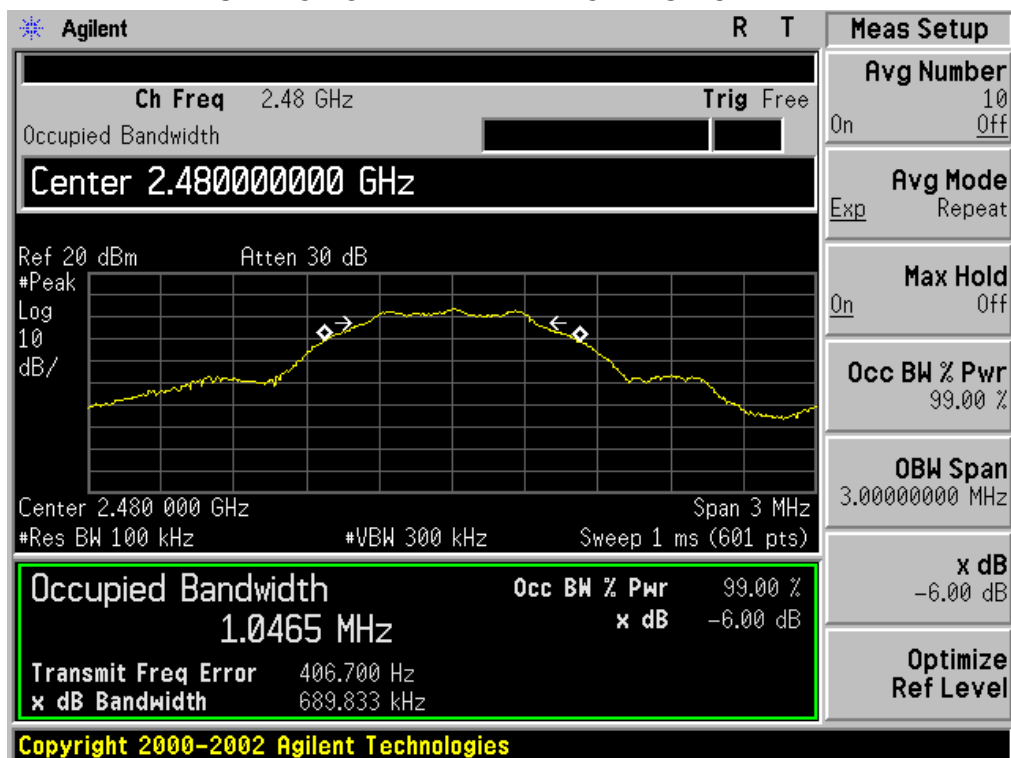 Agilent R T Meas Setup
Ch Freq 2.48 GHz Trig Free
Occupied Bandwidth
Center 2.480000000 GHz
Ref 20 dBm Atten 30 dB
#Peak
Log
10
dB/
Center 2.480 000 GHz Span 3 MHz
#Res BW 100 kHz #VBW 300 kHz Sweep 1 ms (601 pts)
Occupied Bandwidth Occ BW % Pwr 99.00 %
1.0465 MHz x dB -6.00 dB
Transmit Freq Error 406.700 Hz
x dB Bandwidth 689.833 kHz
Avg Number
10
On Off
Avg Mode
Exp Repeat
Max Hold
On Off
Occ BW % Pwr
99.00 %
OBW Span
3.00000000 MHz
x dB
-6.00 dB
Optimize
Ref Level
Copyright 2000-2002 Agilent Technologies